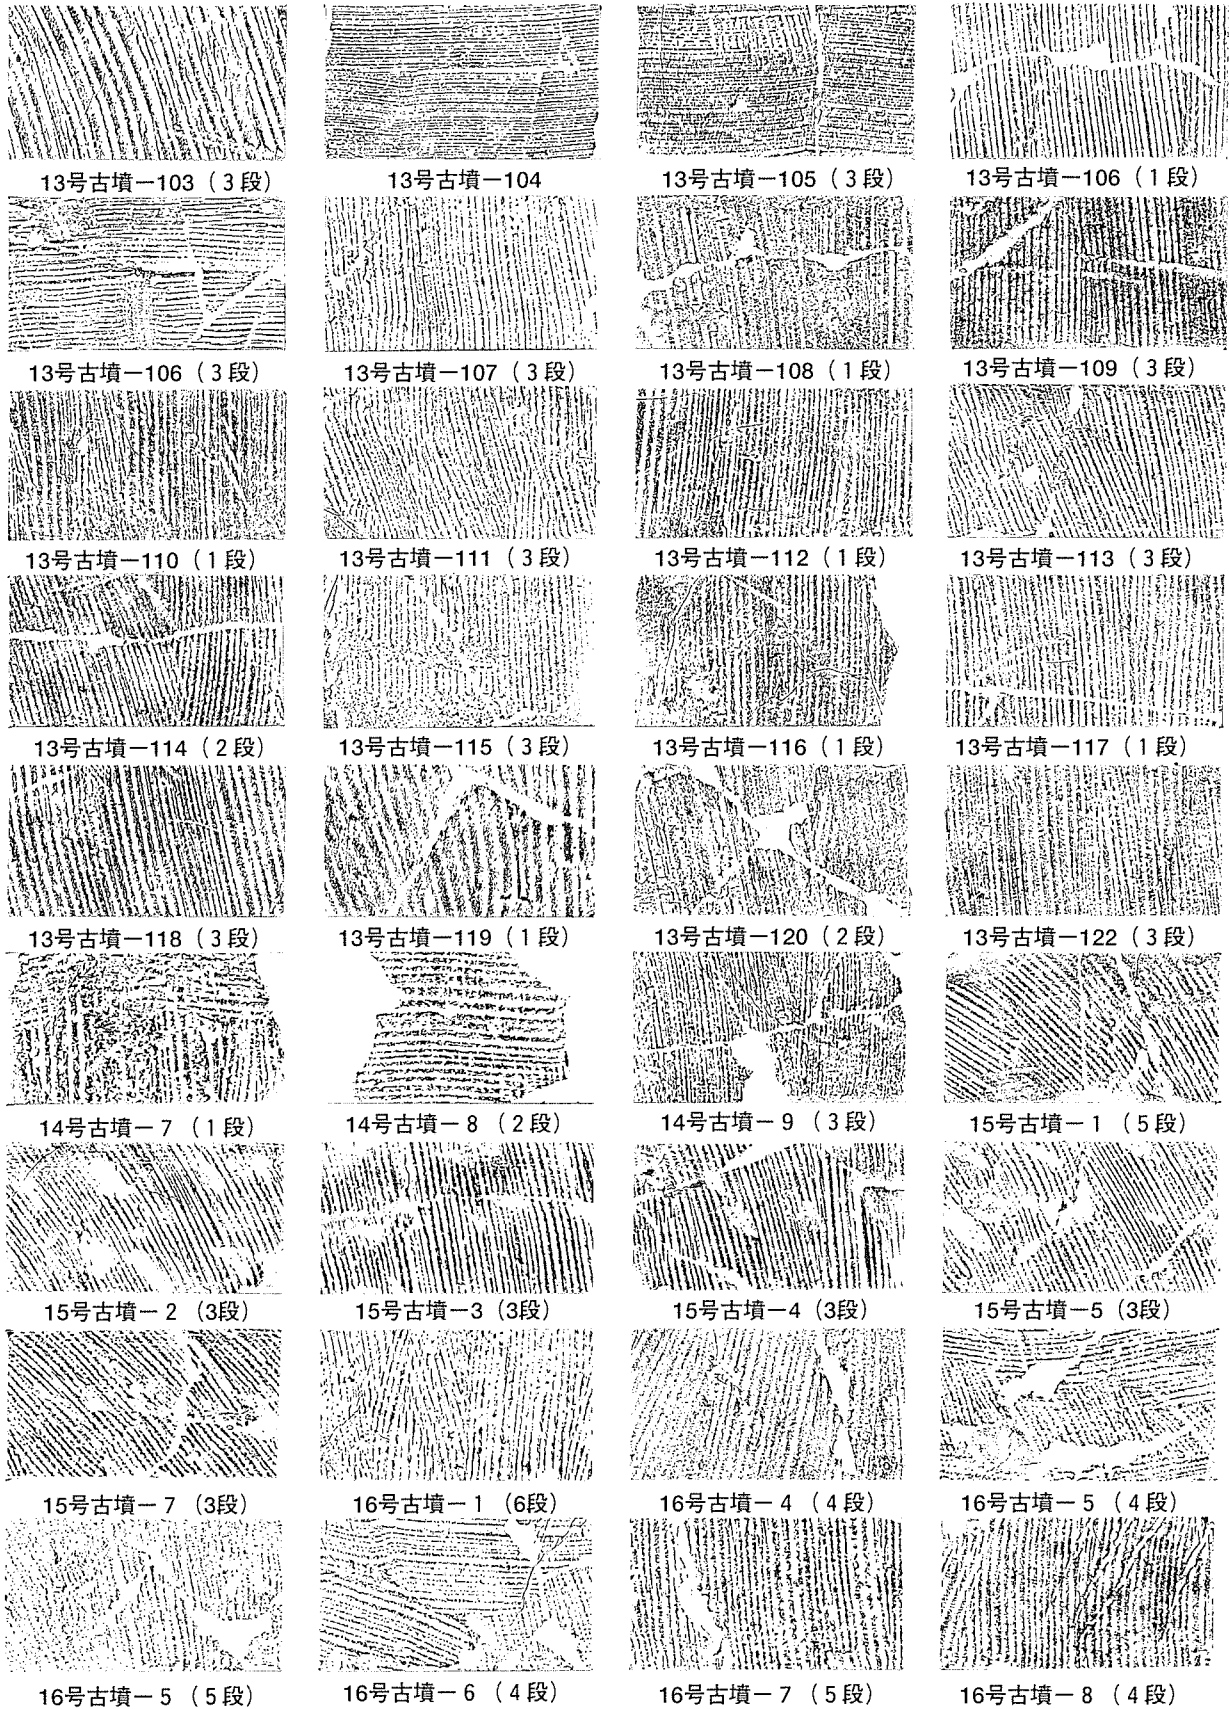 13号古墳－103（3段） 13号古墳－104 13号古墳－105（3段） 13号古墳－106（1段）
13号古墳－106（3段） 13号古墳－107（3段） 13号古墳－108（1段） 13号古墳－109（3段）
13号古墳－110（1段） 13号古墳－111（3段） 13号古墳－112（1段） 13号古墳－113（3段）
13号古墳－114（2段） 13号古墳－115（3段） 13号古墳－116（1段） 13号古墳－117（1段）
13号古墳－118（3段） 13号古墳－119（1段） 13号古墳－120（2段） 13号古墳－122（3段）
14号古墳－7（1段） 14号古墳－8（2段） 14号古墳－9（3段） 15号古墳－1（5段）
15号古墳－2（3段） 15号古墳－3（3段） 15号古墳－4（3段） 15号古墳－5（3段）
15号古墳－7（3段） 16号古墳－1（6段） 16号古墳－4（4段） 16号古墳－5（4段）
16号古墳－5（5段） 16号古墳－6（4段） 16号古墳－7（5段） 16号古墳－8（4段）